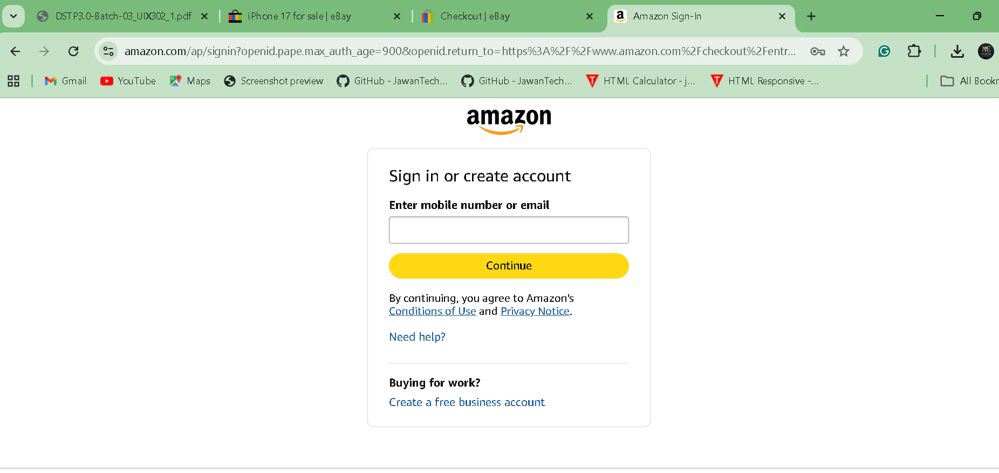 DSTP3.0-Batch-03_UIX302_1.pdf
iPhone 17 for sale | eBay
Checkout | eBay
Amazon Sign-In
amazon.com/ap/signin?openid.pape.max_auth_age=900&openid.return_to=https%3A%2F%2Fwww.amazon.com%2Fcheckout%2Fentr...
Gmail
YouTube
Maps
Screenshot preview
GitHub - JawanTech...
GitHub - JawanTech...
HTML Calculator - j...
HTML Responsive -...
All Bookr
amazon
Sign in or create account
Enter mobile number or email
Continue
By continuing, you agree to Amazon's
Conditions of Use and Privacy Notice.
Need help?
Buying for work?
Create a free business account